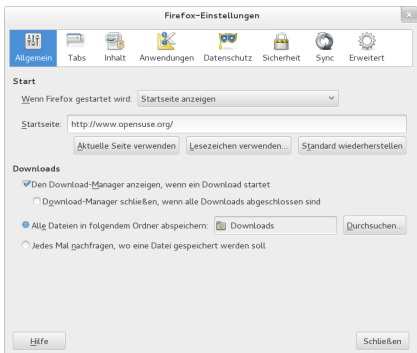 Firefox-Einstellungen
Allgemein Tabs Inhalt Anwendungen Datenschutz Sicherheit Sync Erweitert
Start
Wenn Firefox gestartet wird: Startseite anzeigen
Startseite: http://www.opensuse.org/
Aktuelle Seite verwenden Lesezeichen verwenden... Standard wiederherstellen
Downloads
Den Download-Manager anzeigen, wenn ein Download startet
Download-Manager schließen, wenn alle Downloads abgeschlossen sind
Alle Dateien in folgendem Ordner abspeichern: Downloads Durchsuchen...
Jedes Mal nachfragen, wo eine Datei gespeichert werden soll
Hilfe Schließen